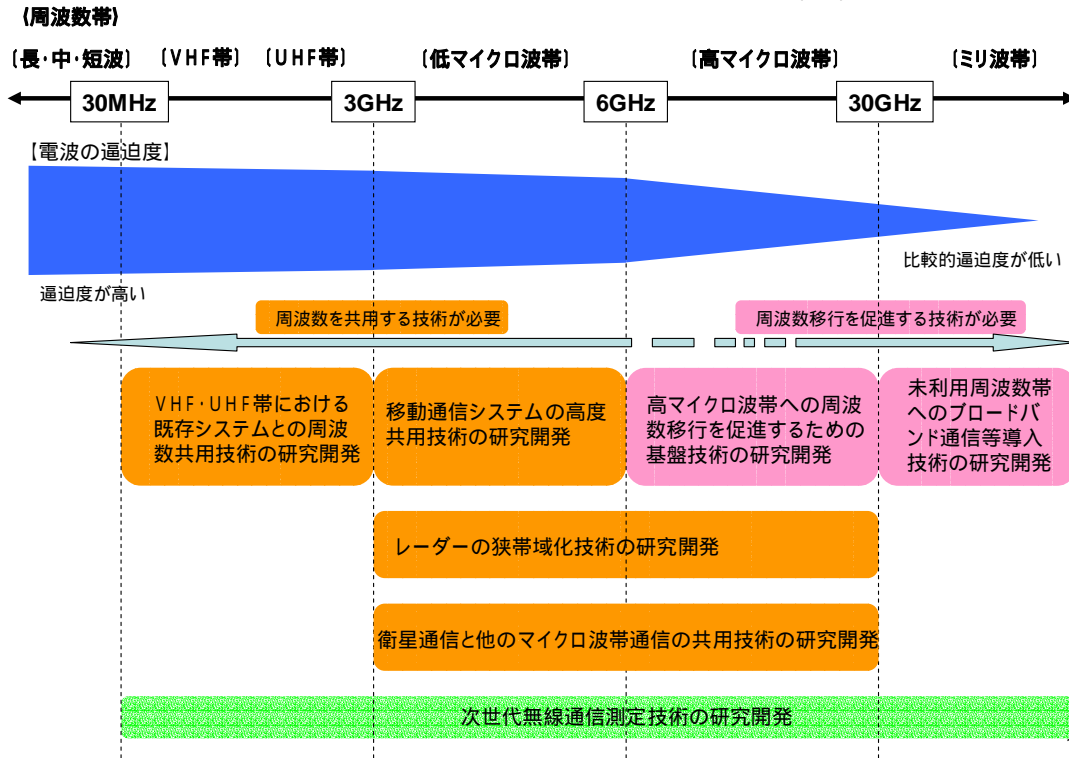 《周波数帯》
〔長・中・短波〕 〔VHF帯〕 〔UHF帯〕 〔低マイクロ波帯〕 〔高マイクロ波帯〕 〔ミリ波帯〕
30MHz 3GHz 6GHz 30GHz
【電波の逼迫度】
比較的逼迫度が低い
逼迫度が高い
周波数を共用する技術が必要
周波数移行を促進する技術が必要
VHF・UHF帯における
既存システムとの周波
数共用技術の研究開発
移動通信システムの高度
共用技術の研究開発
高マイクロ波帯への周波
数移行を促進するための
基盤技術の研究開発
未利用周波数帯
へのブロードバ
ンド通信等導入
技術の研究開発
レーダーの狭帯域化技術の研究開発
衛星通信と他のマイクロ波帯通信の共用技術の研究開発
次世代無線通信測定技術の研究開発